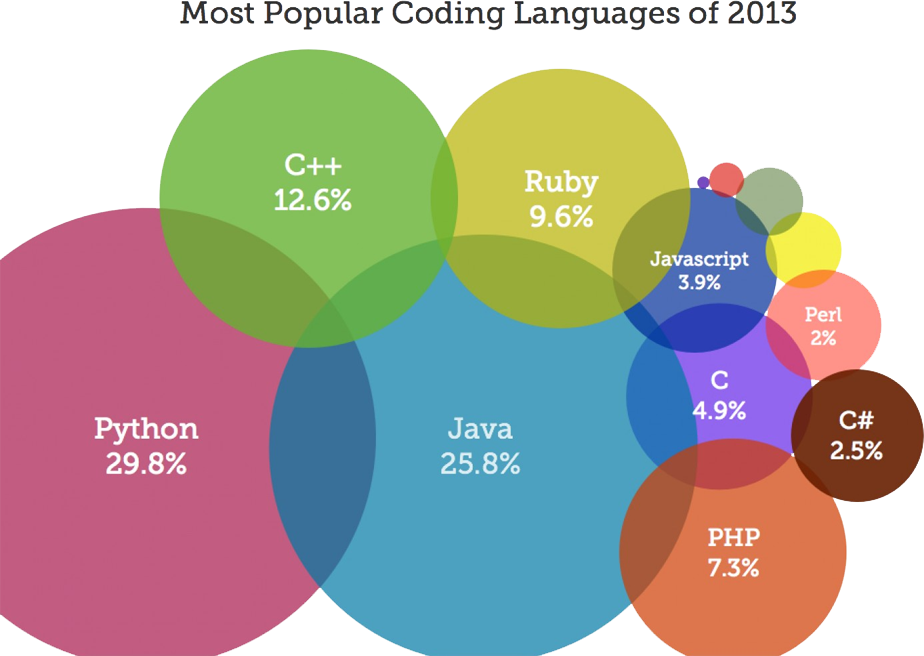 Most Popular Coding Languages of 2013
C++
12.6%
Ruby
9.6%
Javascript
3.9%
Perl
2%
C
4.9%
C#
2.5%
Python
29.8%
Java
25.8%
PHP
7.3%